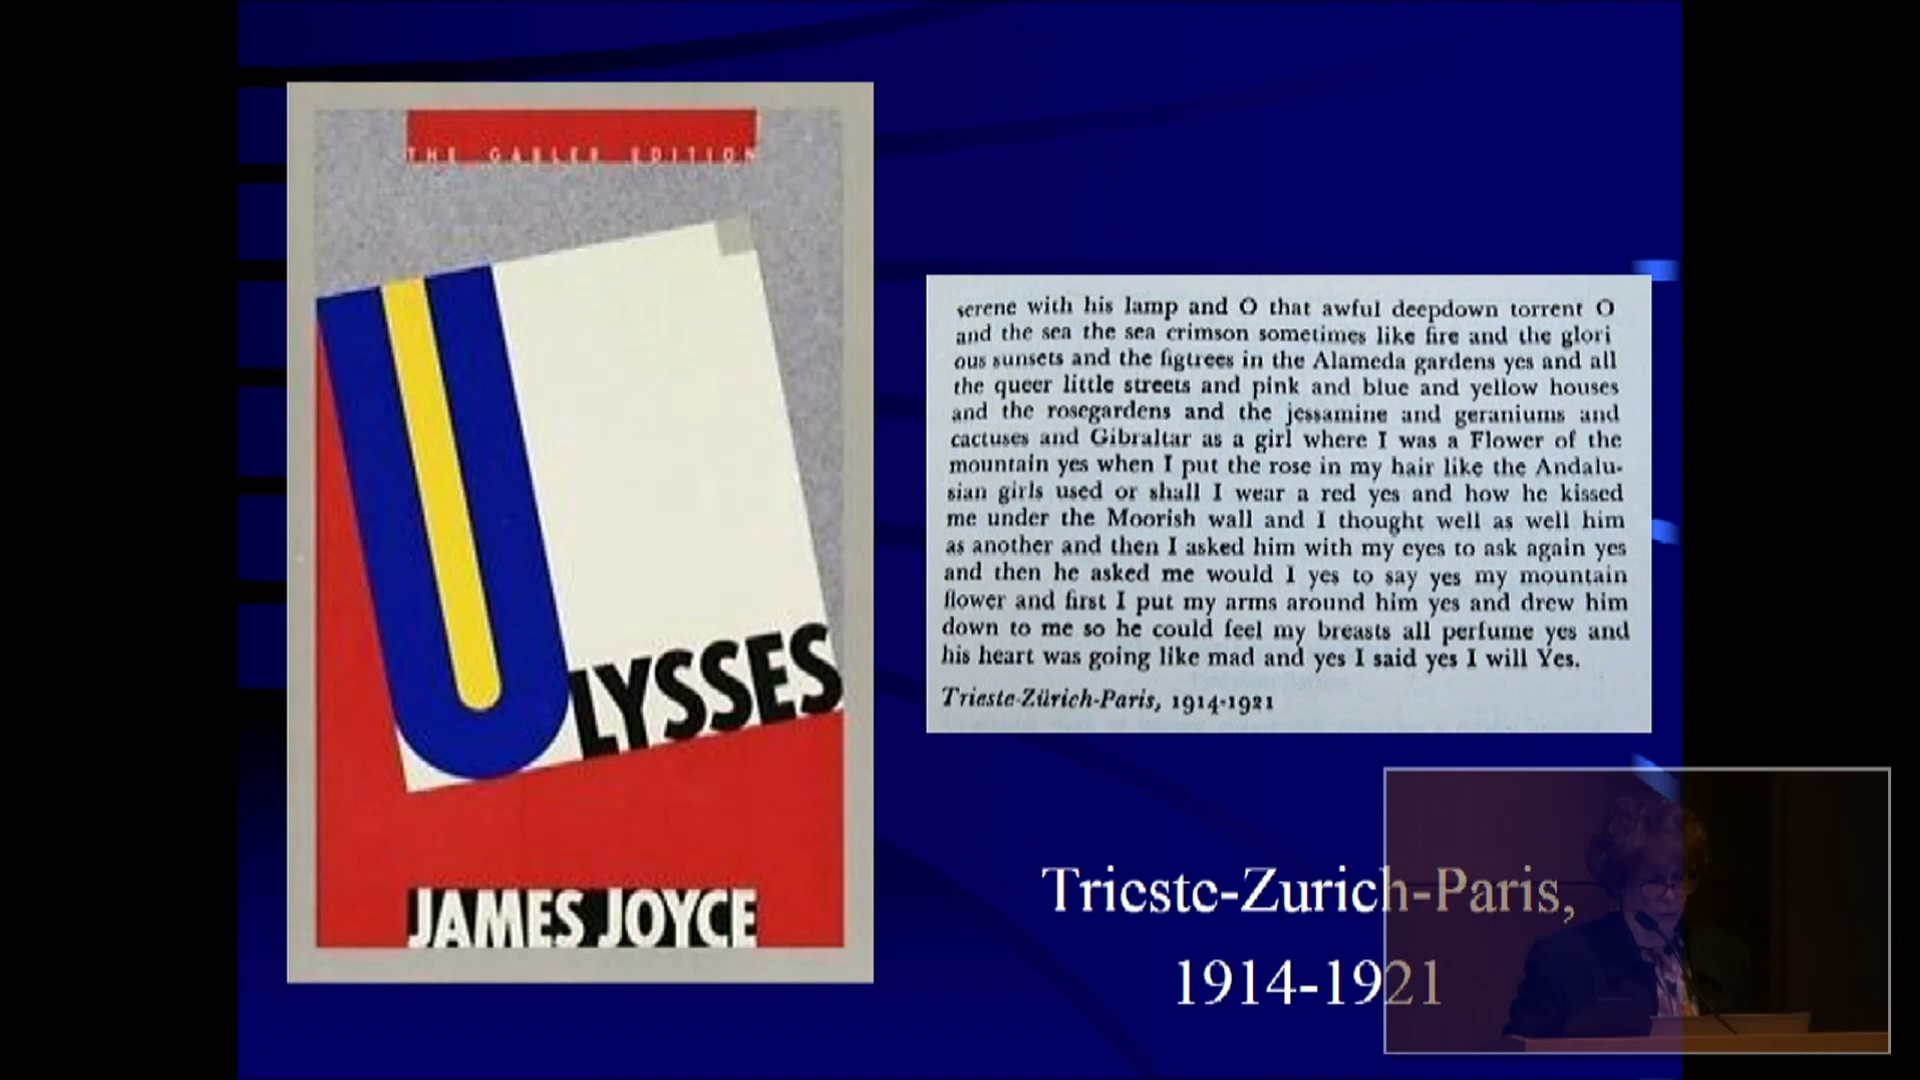 THE GABLER EDITION
ULYSSES
JAMES JOYCE
serene with his lamp and O that awful deepdown torrent O
and the sea the sea crimson sometimes like fire and the glori
ous sunsets and the figtrees in the Alameda gardens yes and all
the queer little streets and pink and blue and yellow houses
and the rosegardens and the jessamine and geraniums and
cactuses and Gibraltar as a girl where I was a Flower of the
mountain yes when I put the rose in my hair like the Andalu-
sian girls used or shall I wear a red yes and how he kissed
me under the Moorish wall and I thought well as well him
as another and then I asked him with my eyes to ask again yes
and then he asked me would I yes to say yes my mountain
flower and first I put my arms around him yes and drew him
down to me so he could feel my breasts all perfume yes and
his heart was going like mad and yes I said yes I will Yes.
Trieste-Zürich-Paris, 1914-1921
Trieste-Zurich-Paris,
1914-1921